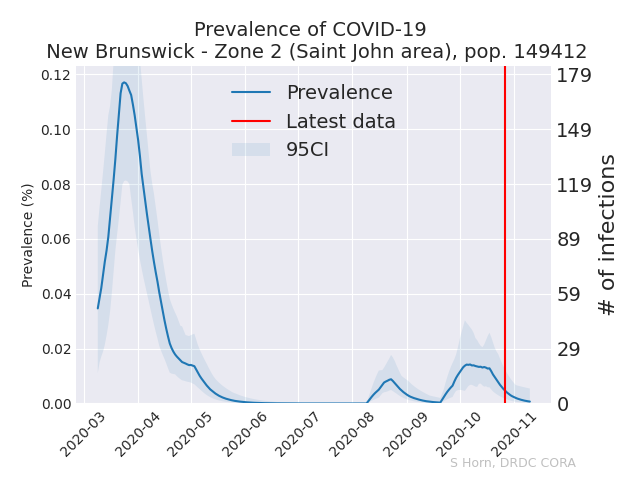 Prevalence of COVID-19
New Brunswick - Zone 2 (Saint John area), pop. 149412
Prevalence
Latest data
95CI
Prevalence (%)
0.12
0.10
0.08
0.06
0.04
0.02
0.00
179
149
119
89
59
29
0
# of infections
2020-03
2020-04
2020-05
2020-06
2020-07
2020-08
2020-09
2020-10
2020-11
S Horn, DRDC CORA